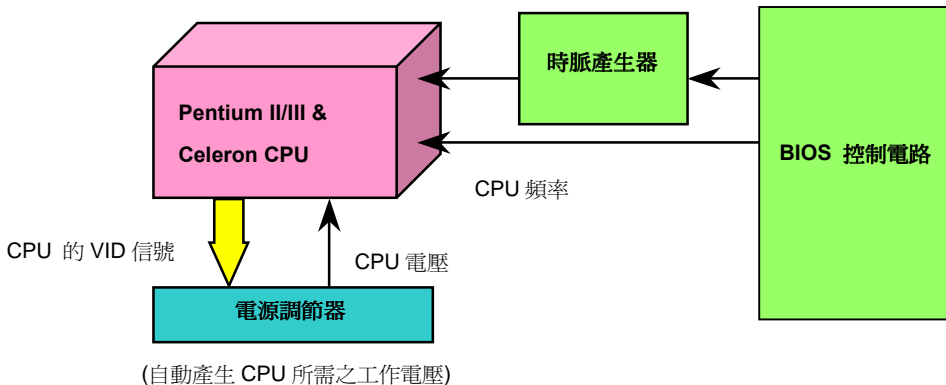 時脈產生器
Pentium II/III &
Celeron CPU
BIOS 控制電路
CPU 頻率
CPU 的 VID 信號
CPU 電壓
電源調節器
(自動產生 CPU 所需之工作電壓)